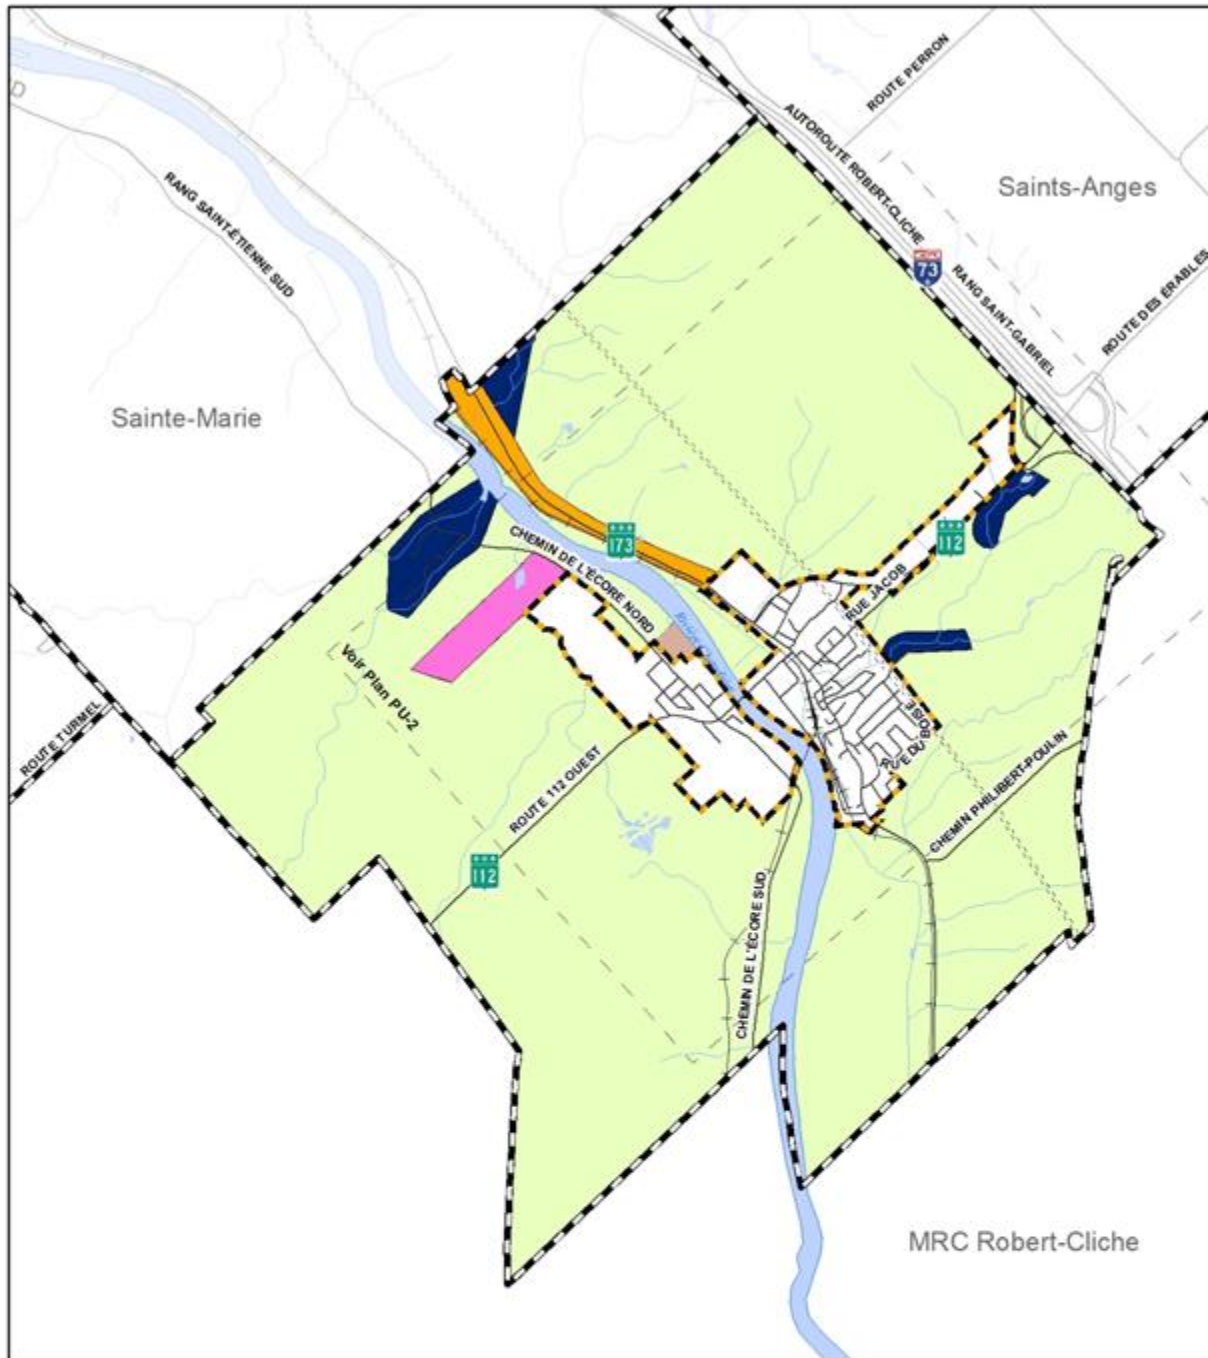 ROUTE PERRON
AUTOROUTE ROBERT-CLICHE
Saints-Anges
D
RANG SAINT-ÉTIENNE SUD
73
RANG SAINT-GABRIEL
ROUTE DES ÉRABLES
Sainte-Marie
173
112
CHEMIN DE L'ÉCORE NORD
RUE JACOB
Voir Plan PU-2
ROUTE TURMEL
ROUTE 112 OUEST
CHEMIN PHILIBERT-POULIN
112
CHEMIN DE L'ÉCORE SUD
MRC Robert-Cliche